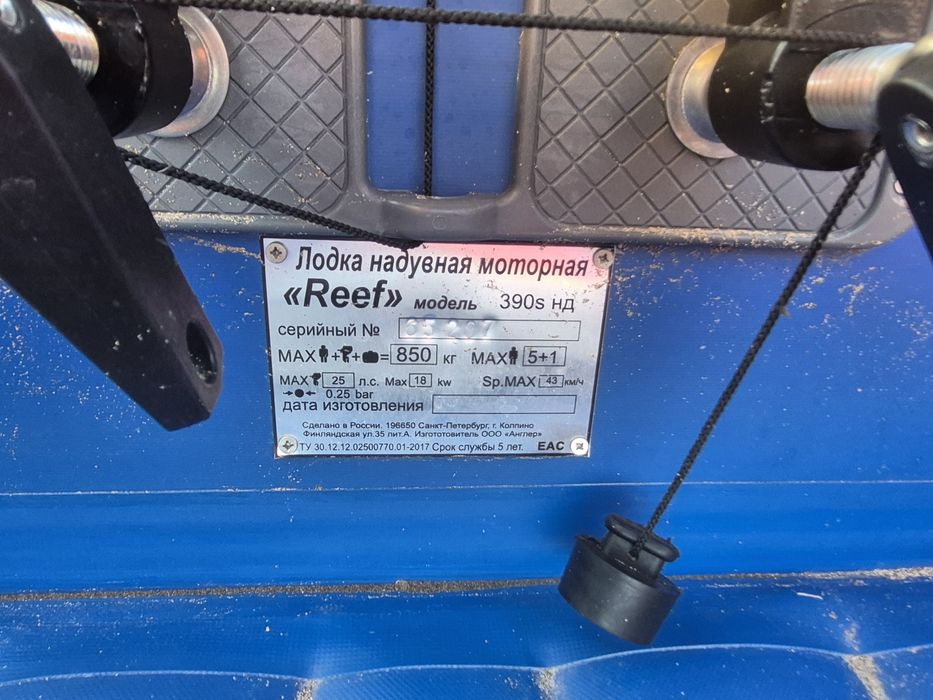 Лодка надувная моторная
«Reef» модель 390s нд
серийный №
MAX + + = 850 кг MAX 5+1
MAX 25 л.с. Max 18 kw Sp.MAX 43 км/ч
0.25 bar
дата изготовления
Сделано в России, 196650 Санкт-Петербург, г. Колпино
Финляндская ул.35 лит.А. Изгототовитель ООО «Англер»
ТУ 30.12.12.02500770.01-2017 Срок службы 5 лет. EAC